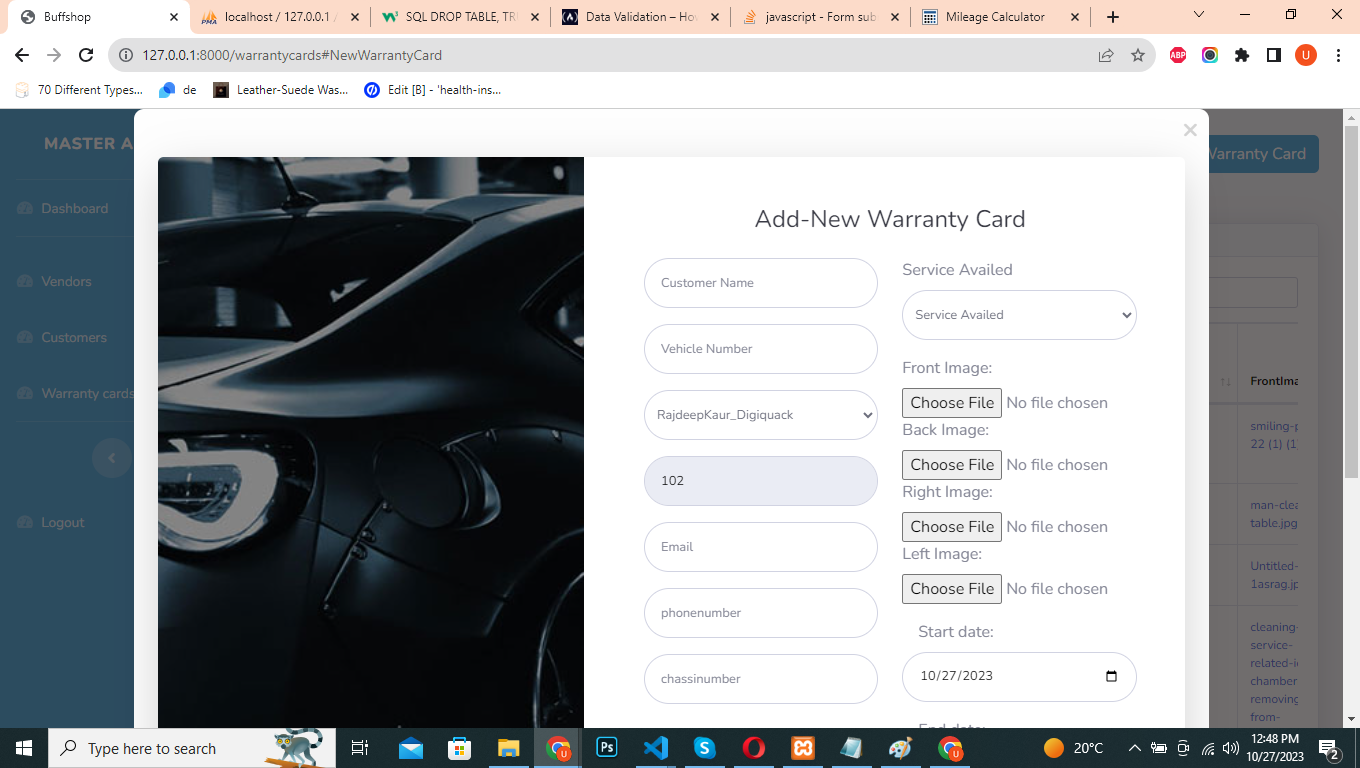 Buffshop
localhost / 127.0.0.1 /
SQL DROP TABLE, TRU
Data Validation – How
javascript - Form sub
Mileage Calculator
127.0.0.1:8000/warrantycards#NewWarrantyCard
ABP
U
70 Different Types...
de
Leather-Suede Was...
Edit [B] - 'health-ins...
MASTER A
Warranty Card
Dashboard
Vendors
Customers
Warranty cards
Logout
Add-New Warranty Card
Customer Name
Vehicle Number
RajdeepKaur_Digiquack
102
Email
phonenumber
chassinumber
Service Availed
Service Availed
Front Image:
Choose File No file chosen
Back Image:
Choose File No file chosen
Right Image:
Choose File No file chosen
Left Image:
Choose File No file chosen
Start date:
10/27/2023
End date:
FrontIma
smiling-p
22 (1) (1
man-clea
table.jpg
Untitled-
1asrag.jp
cleaning-
service-
related-i
chamber
removing
from-
Type here to search
Ps
20°C
12:48 PM
10/27/2023
2